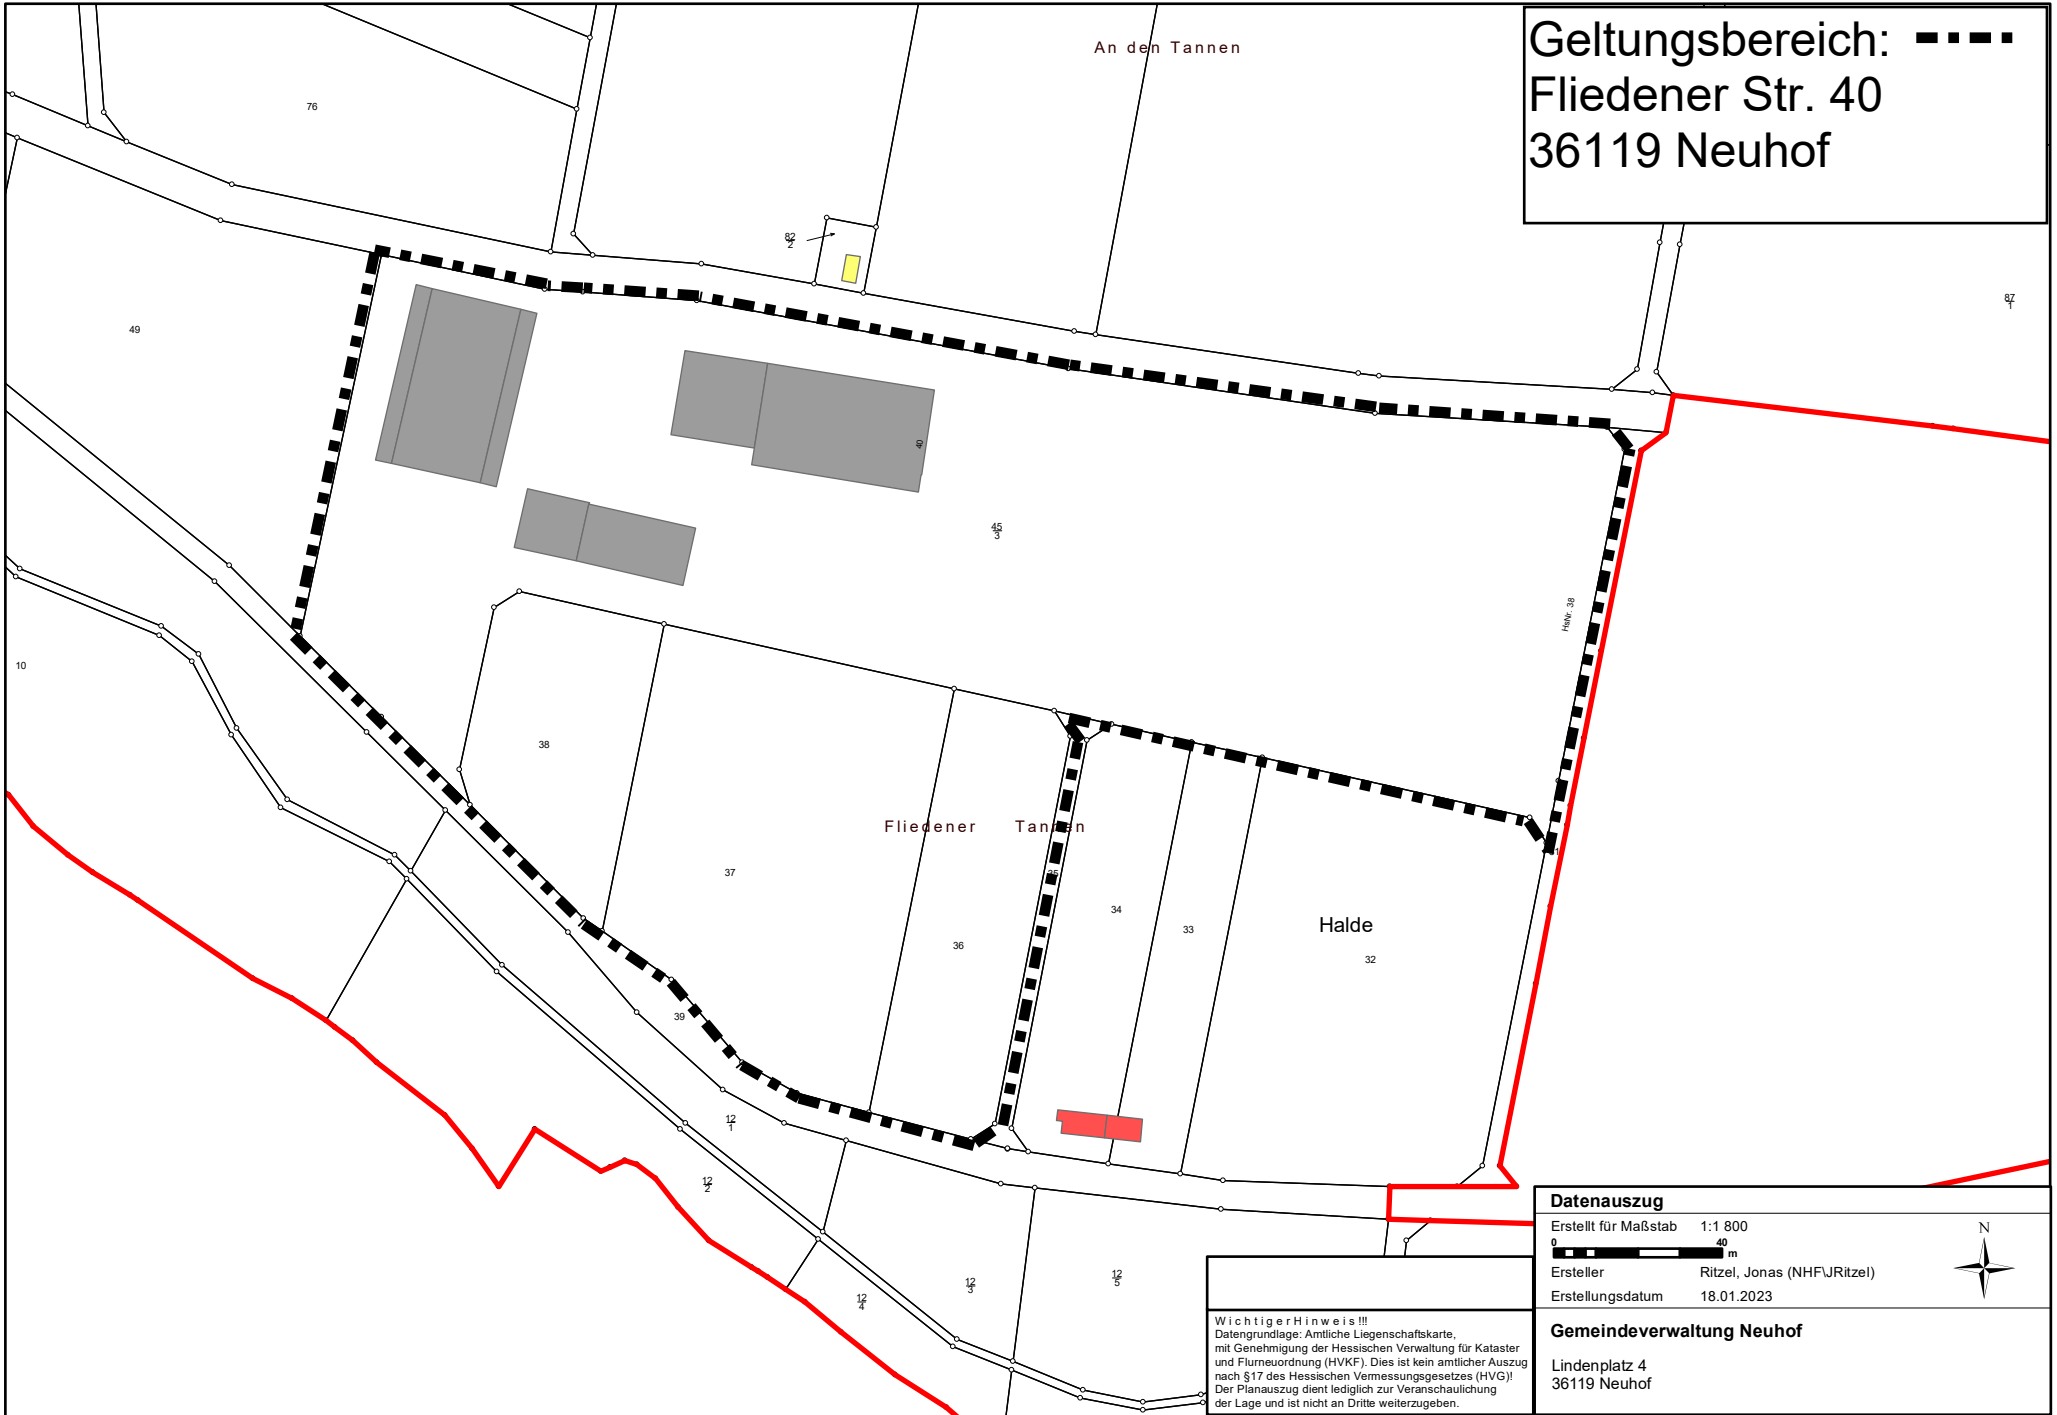 An den Tannen
Geltungsbereich:
Fliedener Str. 40
36119 Neuhof
76
82
2
87
1
49
40
45
3
HsNr. 38
10
38
Fliedener Tannen
37
35
34
33
Halde
36
32
39
12
1
12
2
12
3
12
4
12
5
Datenauszug
Erstellt für Maßstab 1:1 800
0 40
m
Ersteller Ritzel, Jonas (NHF\JRitzel)
Erstellungsdatum 18.01.2023
N
Gemeindeverwaltung Neuhof
Lindenplatz 4
36119 Neuhof
W i c h t i g e r H i n w e i s !!!
Datengrundlage: Amtliche Liegenschaftskarte,
mit Genehmigung der Hessischen Verwaltung für Kataster
und Flurneuordnung (HVKF). Dies ist kein amtlicher Auszug
nach §17 des Hessischen Vermessungsgesetzes (HVG)!
Der Planauszug dient lediglich zur Veranschaulichung
der Lage und ist nicht an Dritte weiterzugeben.